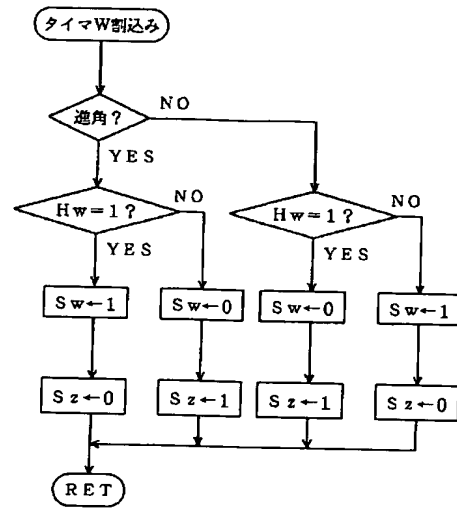 タイマW割込み
進角?
NO
YES
Hw=1?
NO
Hw=1?
NO
YES
YES
Sw←1
Sw←0
Sw←0
Sw←1
Sz←0
Sz←1
Sz←1
Sz←0
RET